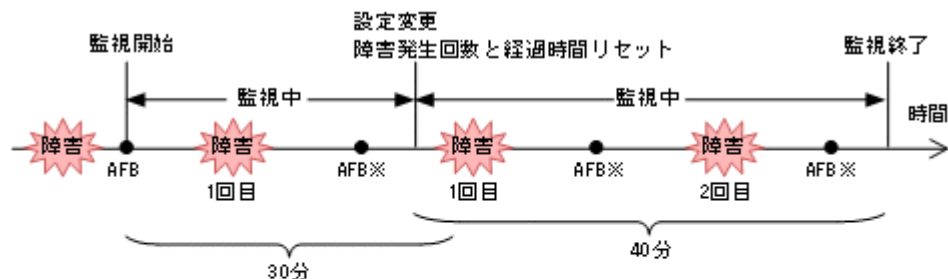 設定変更
障害発生回数と経過時間リセット
監視開始
監視終了
監視中
監視中
時間
障害
障害
障害
障害
AFB
AFB※
AFB※
AFB※
1回目
1回目
2回目
30分
40分